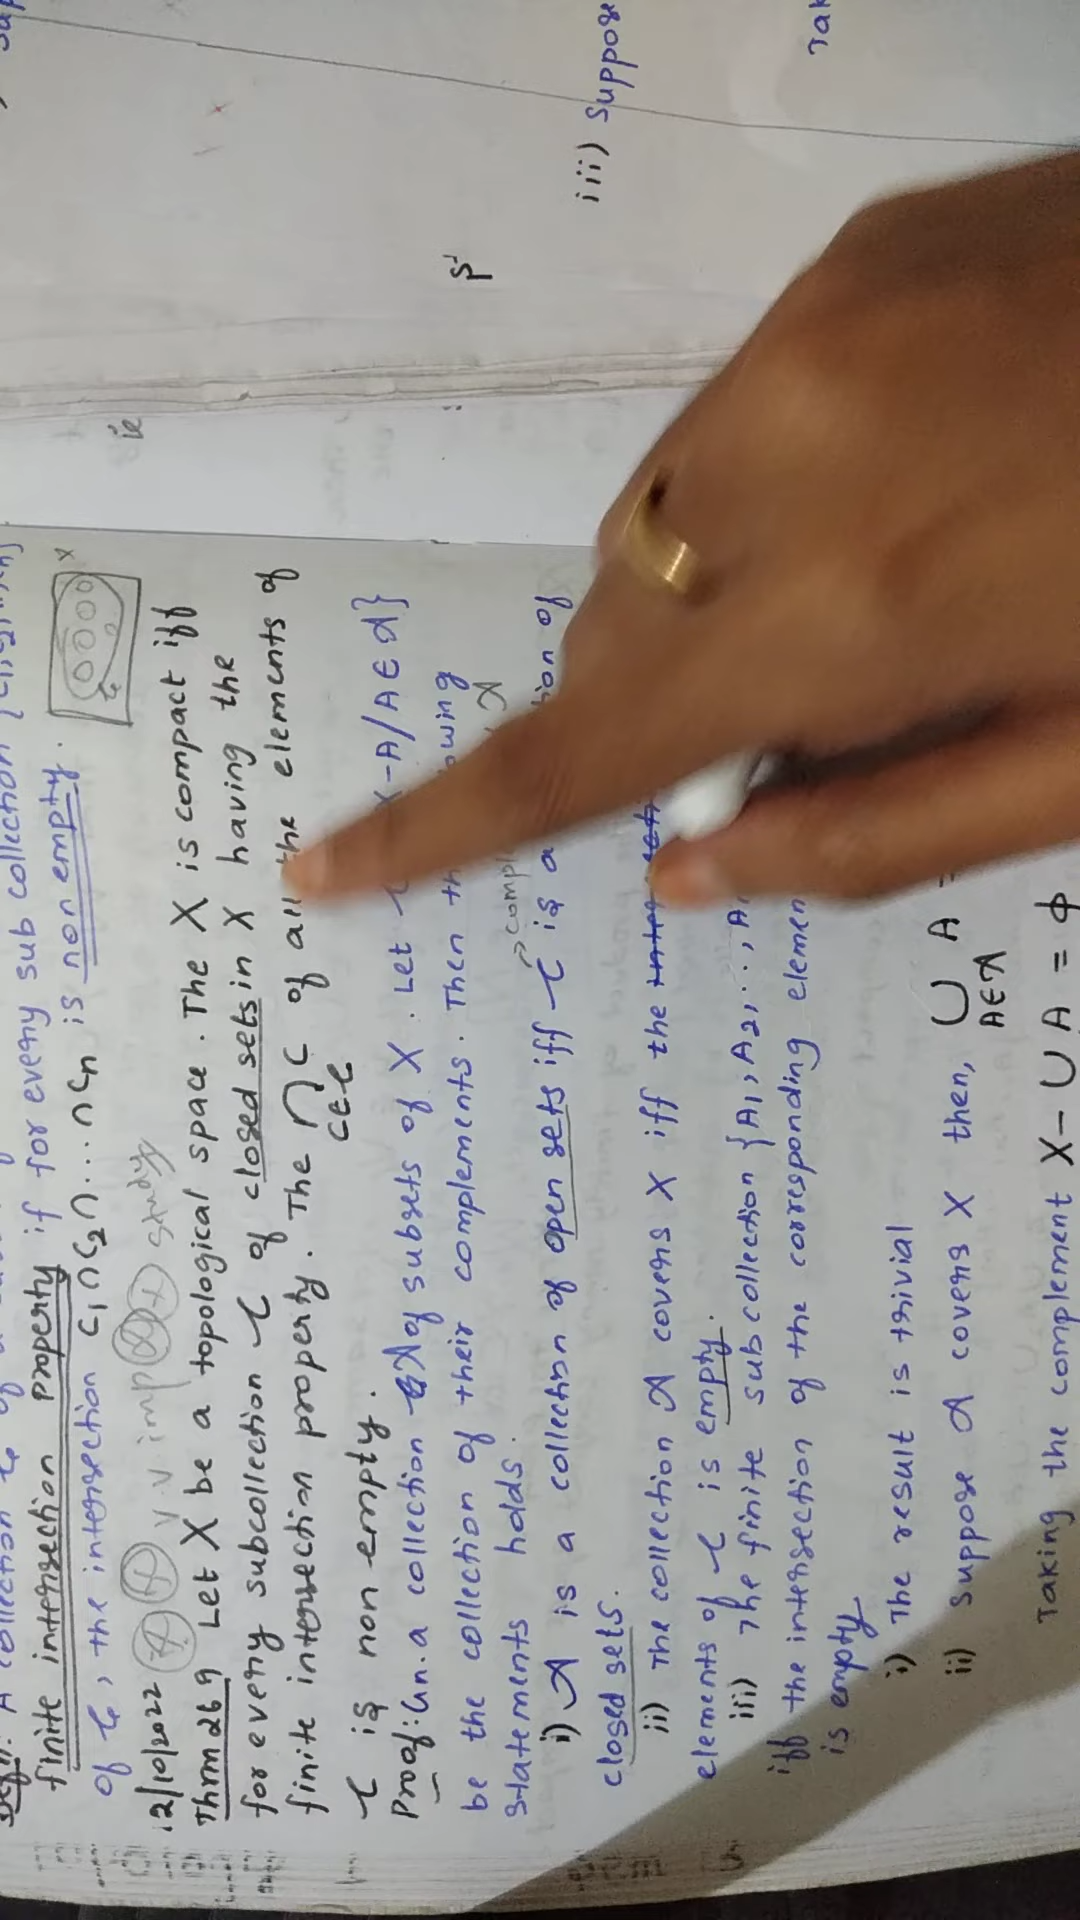 finite intersection property if for every sub collection
of C, the intersection C1 ∩ C2 ∩ ... ∩ Cn is non empty.
X
12/10/2022 v v imp study
Thrm 26.9 Let X be a topological space. The X is compact iff
for every subcollection C of closed sets in X having the
finite intersection property. The ∩ C of all the elements of
C∈C
C is non empty.
Proof: Gn. a collection A of subsets of X. Let X-A/A∈A}
be the collection of their complements. Then
statements holds.
i) A is a collection of open sets iff C is a
closed sets.
ii) The collection A covers X iff the
elements of C is empty.
iii) The finite subcollection {A1, A2, ...,
iff the intersection of the corresponding
is empty
i) The result is trivial
ii) Suppose A covers X then, ∪ A =
A∈A
Taking the complement X - ∪ A = ϕ
iii) Suppose